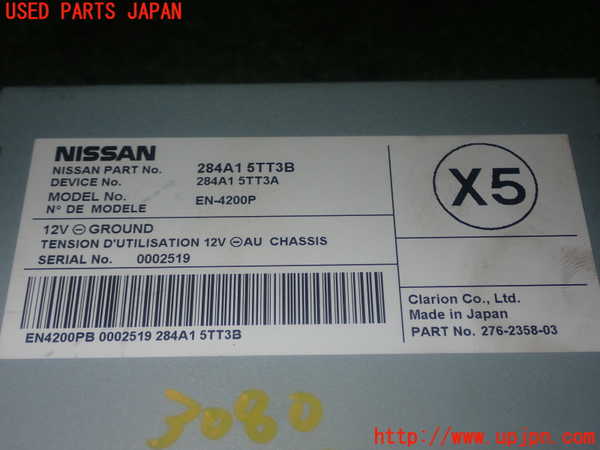 USED PARTS JAPAN
NISSAN
NISSAN PART No. 284A1 5TT3B
DEVICE No. 284A1 5TT3A
MODEL No. EN-4200P
N° DE MODELE
X5
12V ⊖ GROUND
TENSION D'UTILISATION 12V ⊖ AU CHASSIS
SERIAL No. 0002519
EN4200PB 0002519 284A1 5TT3B
Clarion Co., Ltd.
Made in Japan
PART No. 276-2358-03
3080
http://www.upjpn.com/